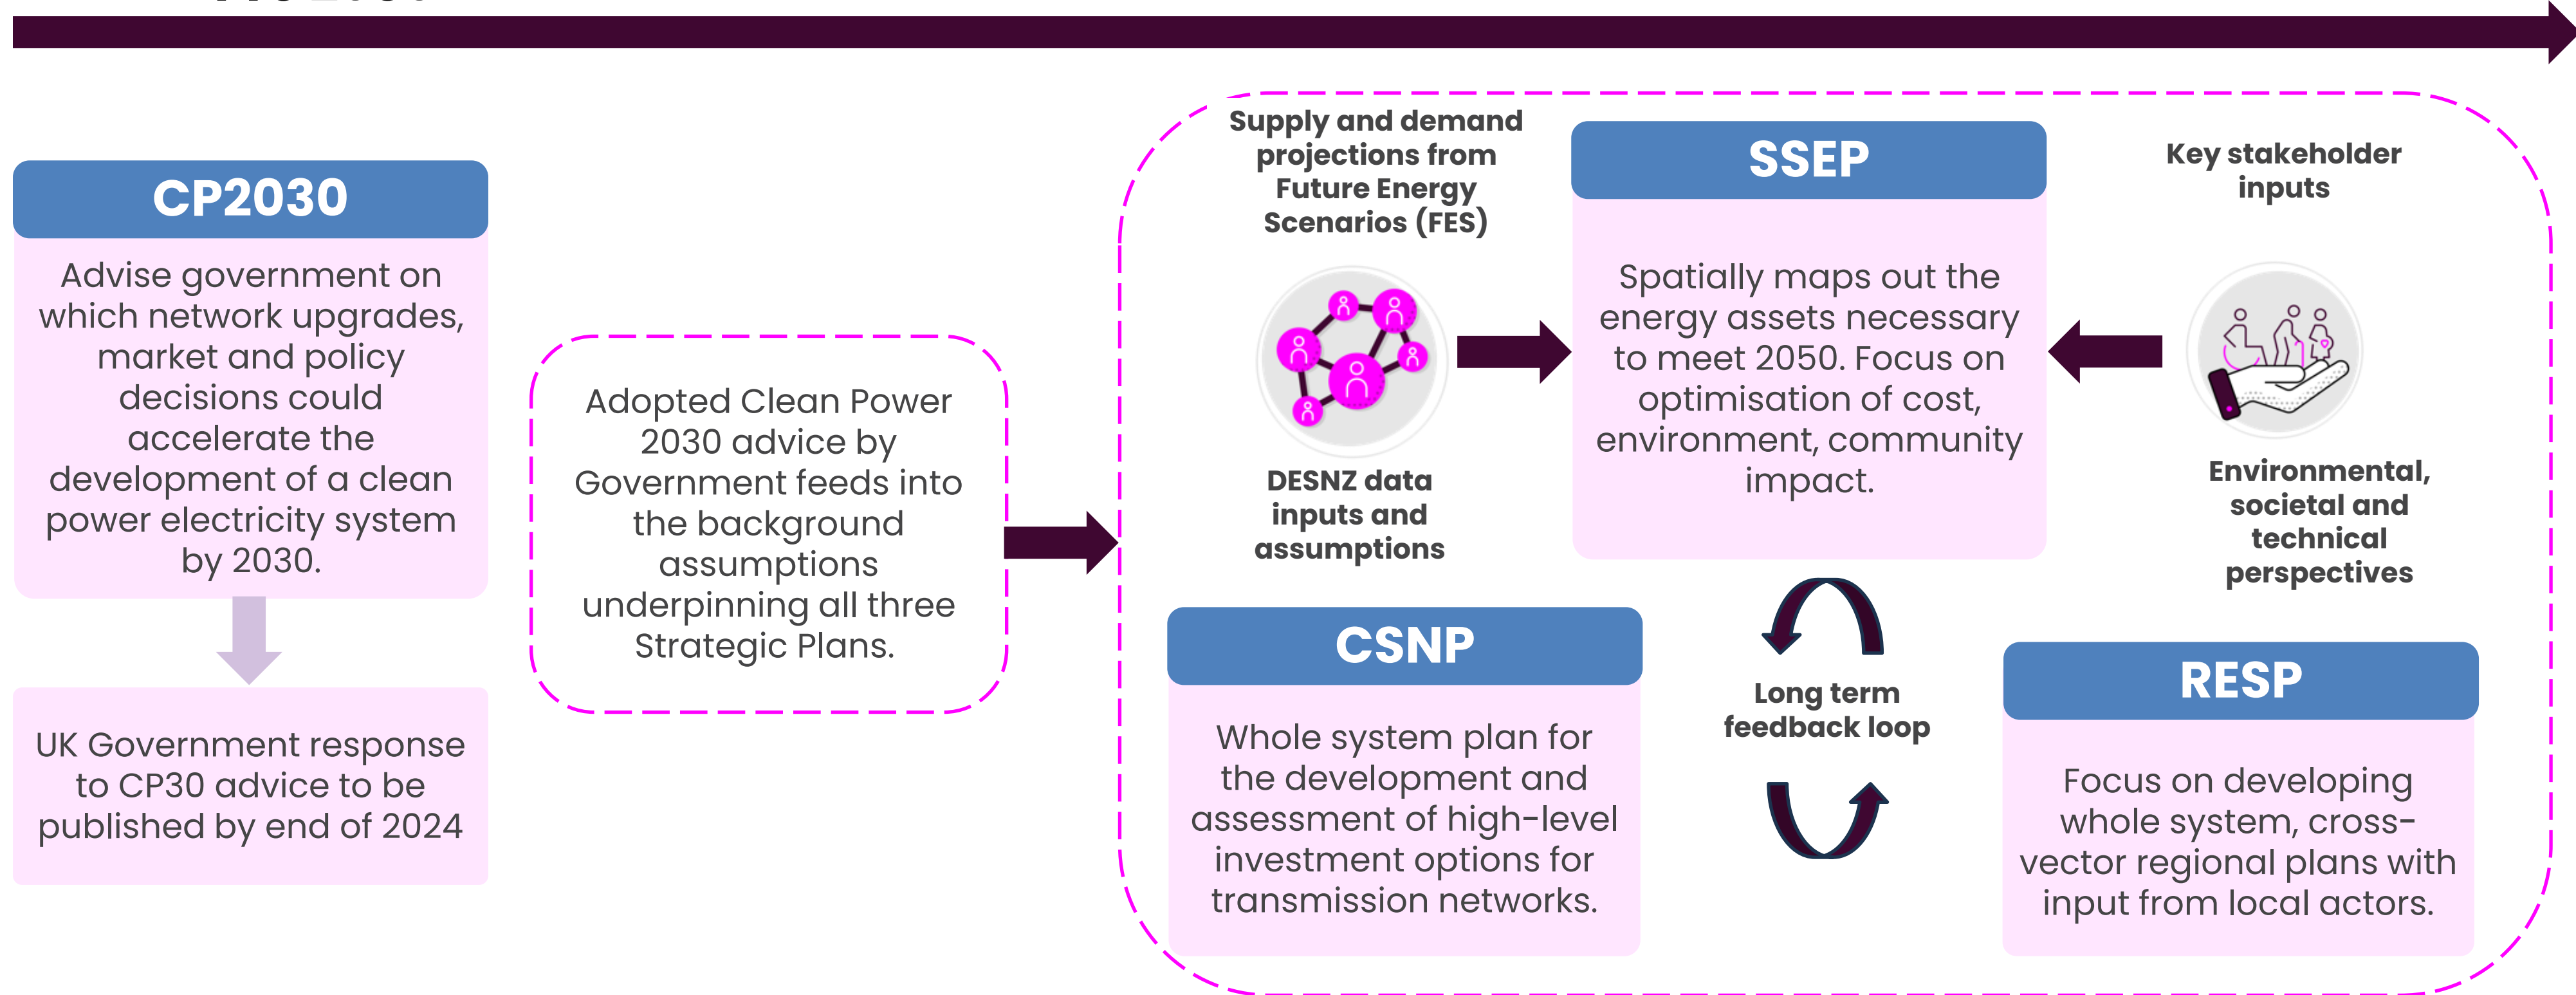 CP2030
Advise government on
which network upgrades,
market and policy
decisions could
accelerate the
development of a clean
power electricity system
by 2030.
UK Government response
to CP30 advice to be
published by end of 2024
Adopted Clean Power
2030 advice by
Government feeds into
the background
assumptions
underpinning all three
Strategic Plans.
Supply and demand
projections from
Future Energy
Scenarios (FES)
DESNZ data
inputs and
assumptions
SSEP
Spatially maps out the
energy assets necessary
to meet 2050. Focus on
optimisation of cost,
environment, community
impact.
Key stakeholder
inputs
Environmental,
societal and
technical
perspectives
CSNP
Whole system plan for
the development and
assessment of high-level
investment options for
transmission networks.
Long term
feedback loop
RESP
Focus on developing
whole system, cross-
vector regional plans with
input from local actors.